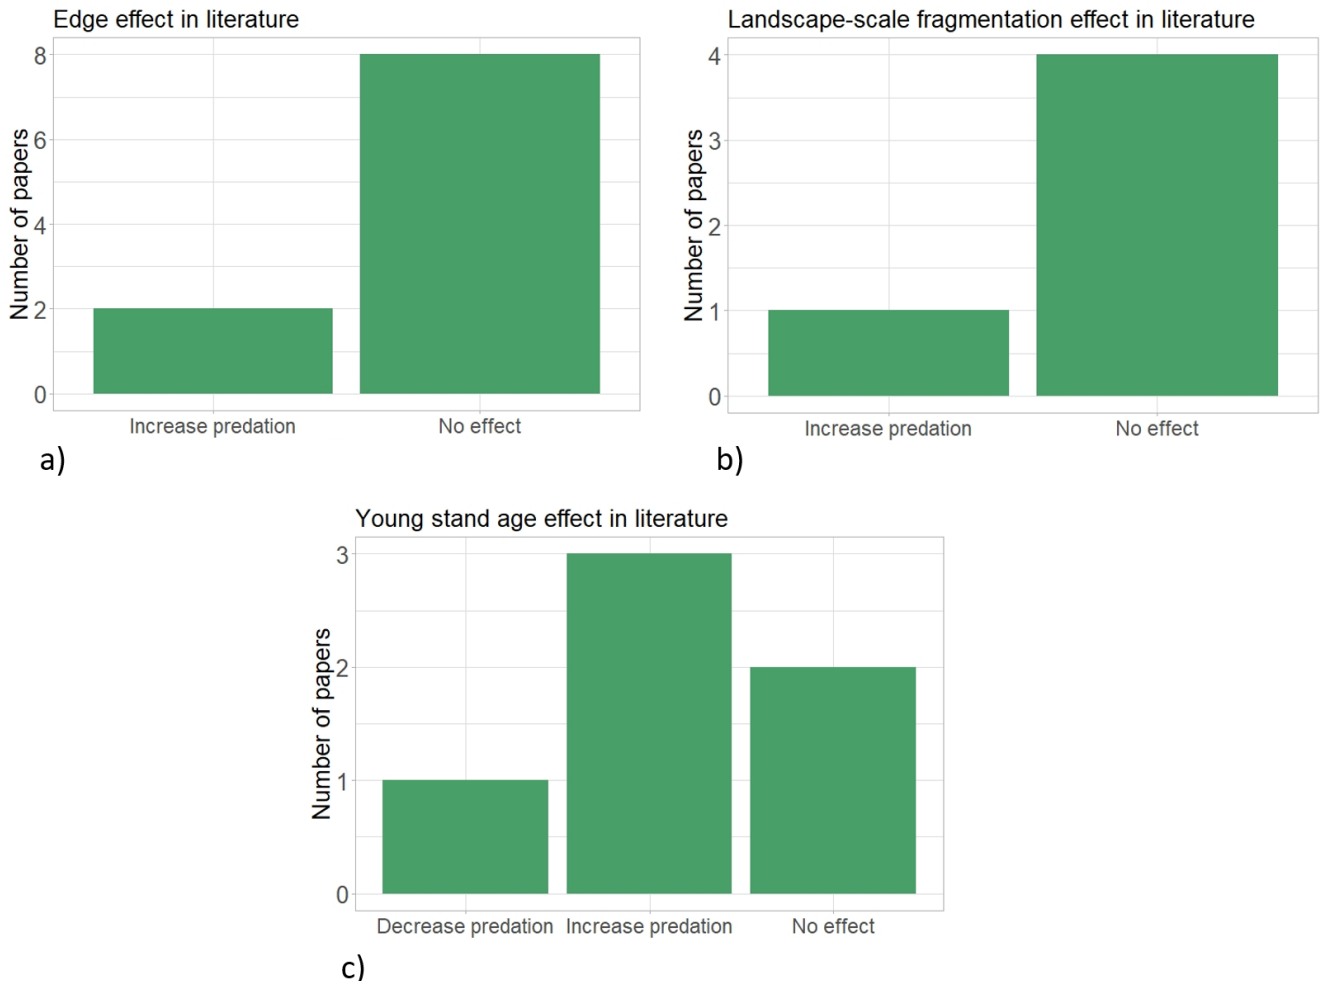 Edge effect in literature
Number of papers
8
6
4
2
0
Increase predation No effect
a)
Landscape-scale fragmentation effect in literature
Number of papers
4
3
2
1
0
Increase predation No effect
b)
Young stand age effect in literature
Number of papers
3
2
1
0
Decrease predation Increase predation No effect
c)